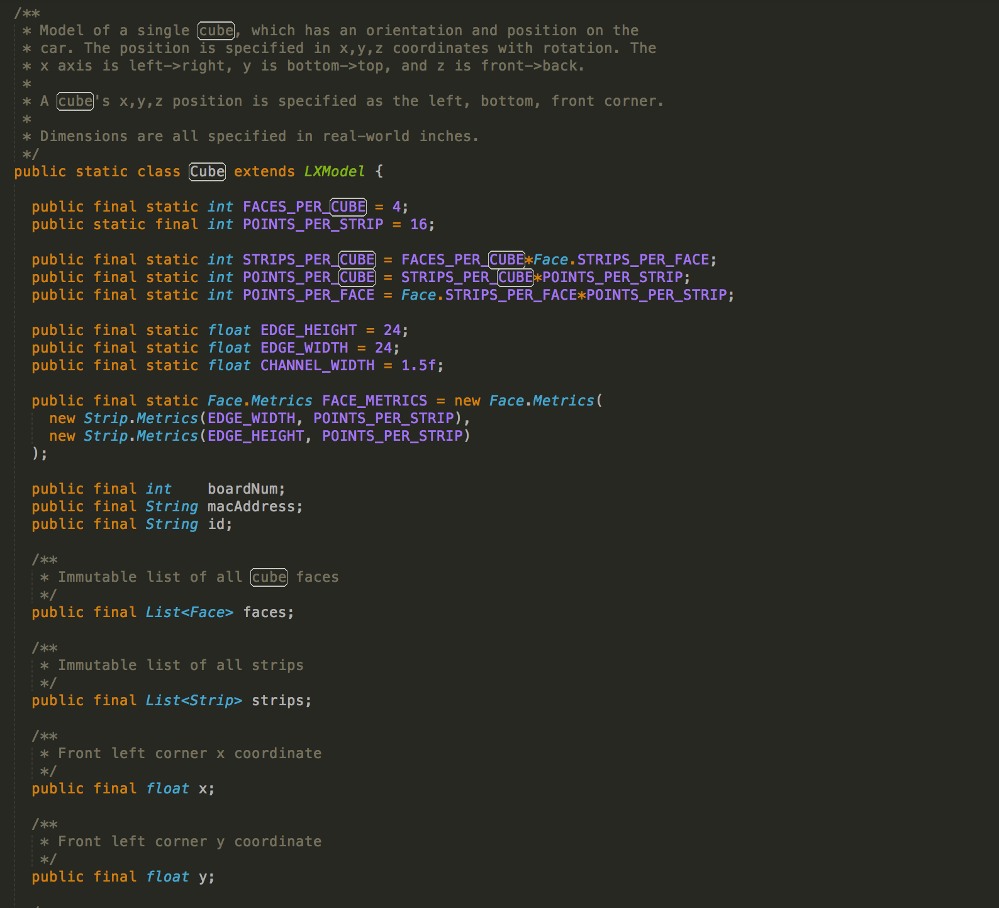 /**
 * Model of a single cube, which has an orientation and position on the
 * car. The position is specified in x,y,z coordinates with rotation. The
 * x axis is left->right, y is bottom->top, and z is front->back.
 *
 * A cube's x,y,z position is specified as the left, bottom, front corner.
 *
 * Dimensions are all specified in real-world inches.
 */
public static class Cube extends LXModel {

  public final static int FACES_PER_CUBE = 4;
  public static final int POINTS_PER_STRIP = 16;

  public final static int STRIPS_PER_CUBE = FACES_PER_CUBE*Face.STRIPS_PER_FACE;
  public final static int POINTS_PER_CUBE = STRIPS_PER_CUBE*POINTS_PER_STRIP;
  public final static int POINTS_PER_FACE = Face.STRIPS_PER_FACE*POINTS_PER_STRIP;

  public final static float EDGE_HEIGHT = 24;
  public final static float EDGE_WIDTH = 24;
  public final static float CHANNEL_WIDTH = 1.5f;

  public final static Face.Metrics FACE_METRICS = new Face.Metrics(
    new Strip.Metrics(EDGE_WIDTH, POINTS_PER_STRIP),
    new Strip.Metrics(EDGE_HEIGHT, POINTS_PER_STRIP)
  );

  public final int    boardNum;
  public final String macAddress;
  public final String id;

  /**
   * Immutable list of all cube faces
   */
  public final List<Face> faces;

  /**
   * Immutable list of all strips
   */
  public final List<Strip> strips;

  /**
   * Front left corner x coordinate
   */
  public final float x;

  /**
   * Front left corner y coordinate
   */
  public final float y;